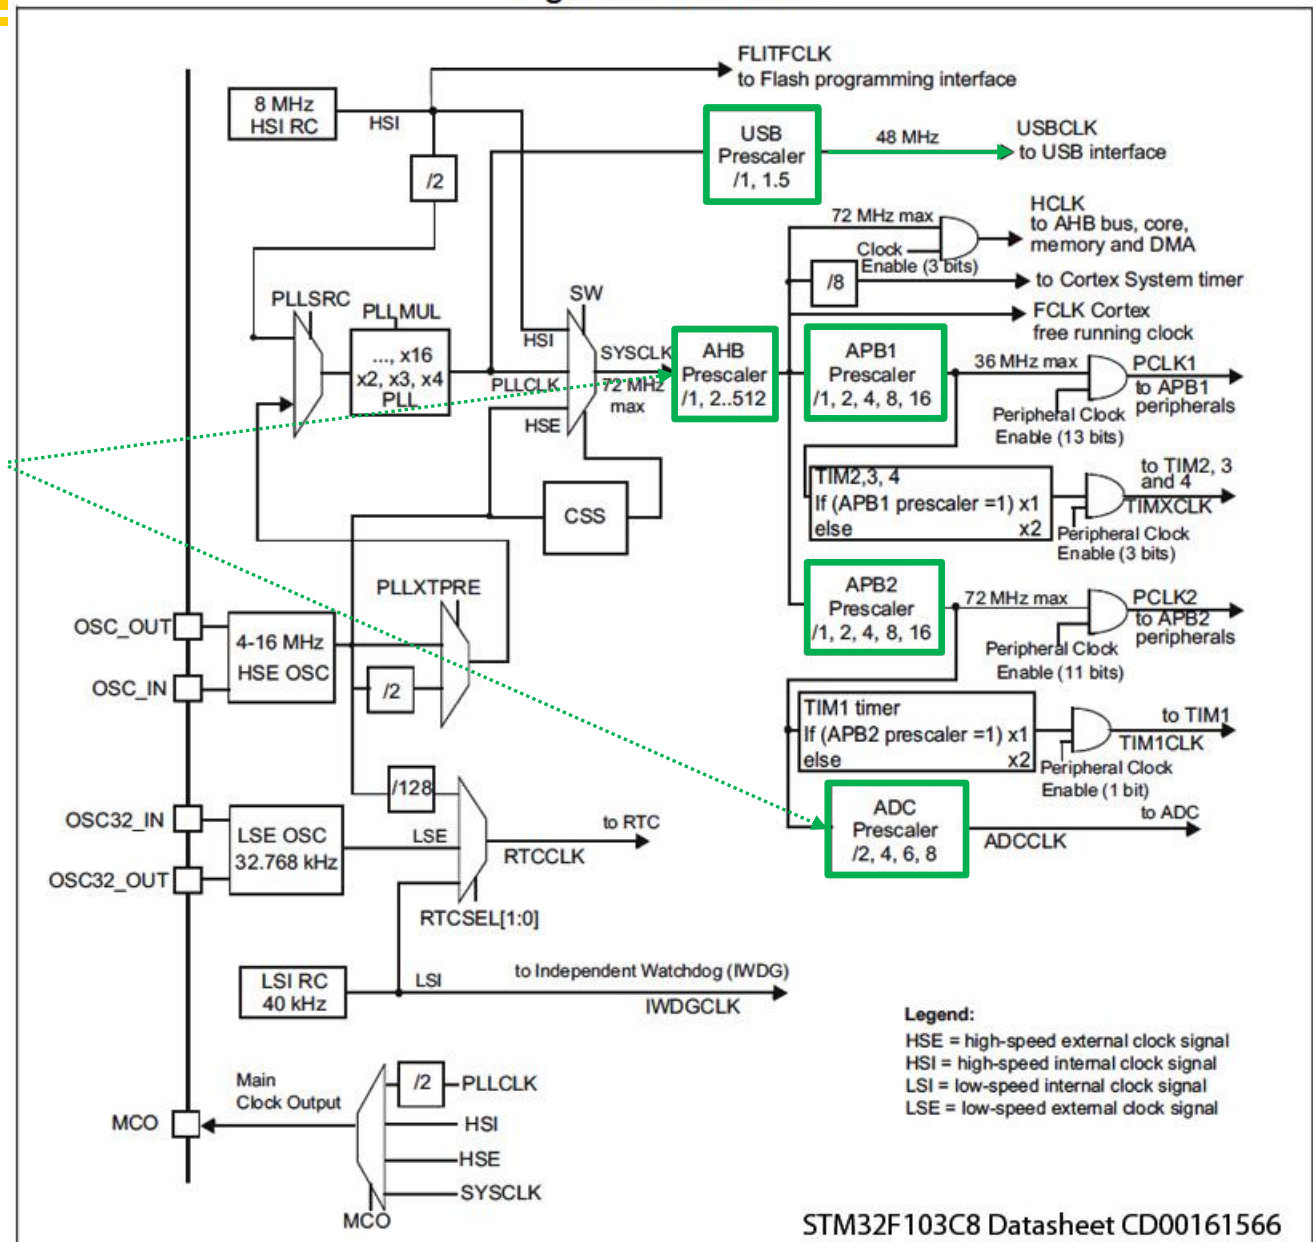 FLITFCLK
to Flash programming interface
8 MHz
HSI RC
HSI
/2
USB
Prescaler
/1, 1.5
48 MHz
USBCLK
to USB interface
72 MHz max
Clock
Enable (3 bits)
HCLK
to AHB bus, core,
memory and DMA
/8
to Cortex System timer
FCLK Cortex
free running clock
PLLSRC
PLLMUL
..., x16
x2, x3, x4
PLL
SW
HSI
PLLCLK
HSE
SYSCLK
72 MHz
max
AHB
Prescaler
/1, 2..512
APB1
Prescaler
/1, 2, 4, 8, 16
36 MHz max
PCLK1
to APB1
peripherals
Peripheral Clock
Enable (13 bits)
CSS
TIM2,3, 4
If (APB1 prescaler =1) x1
else x2
to TIM2, 3
and 4
TIMXCLK
Peripheral Clock
Enable (3 bits)
PLLXTPRE
OSC_OUT
OSC_IN
4-16 MHz
HSE OSC
/2
APB2
Prescaler
/1, 2, 4, 8, 16
72 MHz max
PCLK2
to APB2
peripherals
Peripheral Clock
Enable (11 bits)
TIM1 timer
If (APB2 prescaler =1) x1
else x2
to TIM1
TIM1CLK
Peripheral Clock
Enable (1 bit)
/128
OSC32_IN
OSC32_OUT
LSE OSC
32.768 kHz
LSE
to RTC
RTCCLK
RTCSEL[1:0]
ADC
Prescaler
/2, 4, 6, 8
to ADC
ADCCLK
LSI RC
40 kHz
LSI
to Independent Watchdog (IWDG)
IWDGCLK
Legend:
HSE = high-speed external clock signal
HSI = high-speed internal clock signal
LSI = low-speed internal clock signal
LSE = low-speed external clock signal
Main
Clock Output
MCO
/2
PLLCLK
HSI
HSE
SYSCLK
MCO
STM32F103C8 Datasheet CD00161566